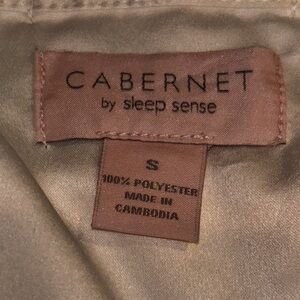 CABERNET
by sleep sense
S
100% POLYESTER
MADE IN
CAMBODIA